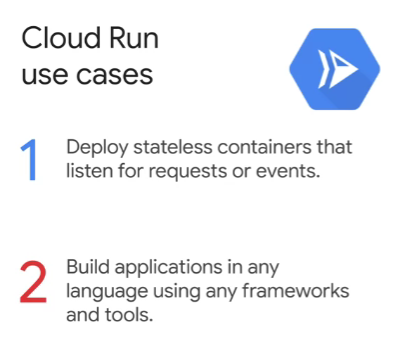 Cloud Run
use cases
1
Deploy stateless containers that
listen for requests or events.
2
Build applications in any
language using any frameworks
and tools.